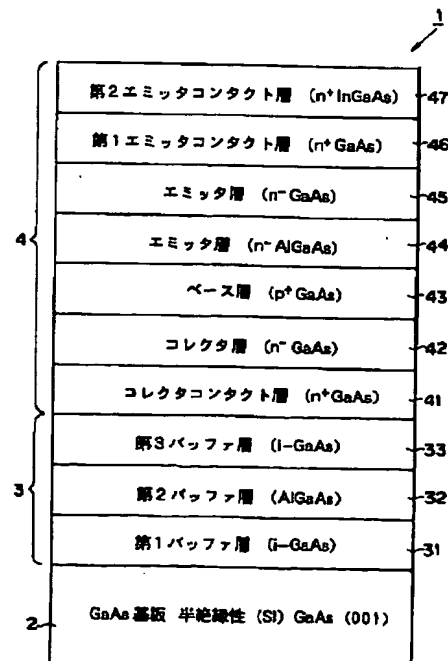 1
第2エミッタコンタクト層 (n⁺InGaAs) 47
第1エミッタコンタクト層 (n⁺GaAs) 46
エミッタ層 (n⁻GaAs) 45
4
エミッタ層 (n⁻AlGaAs) 44
ベース層 (p⁺GaAs) 43
コレクタ層 (n⁻GaAs) 42
コレクタコンタクト層 (n⁺GaAs) 41
第3バッファ層 (i-GaAs) 33
3
第2バッファ層 (AlGaAs) 32
第1バッファ層 (i-GaAs) 31
2 GaAs基版 半絶縁性 (SI) GaAs (001)